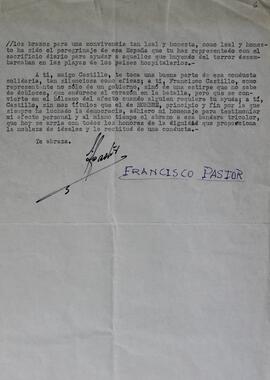 //los brazos para una convivencia tan leal y honesta, como leal y hones-
to ha sido el peregrinaje de esa España que tu has representado con el
sacrificio diario para ayudar a aquellos que huyendo del terror desem-
barcaban en las playas de los paises hospitalarios.
A ti, amigo Castillo, te toca una buena parte de esa conducta
solidaria, tan silenciosa como eficaz; a ti, Francisco Castillo, como
representante no sólo de un gobierno, sino de una estirpe que no sabe
de dobleces, que endurece el corazón en la batalla, pero que se con-
vierte en el idioma del afecto cuando alguien requiere tu ayuda; a ti,
Castillo, sin mas titulos que el de HOMBRE, principio y fin por la que
siempre ha luchado la democracia, adhiero mi homenaje para testimoniar
mi afecto personal y al mismo tiempo el abrazo a esa bandera tricolor,
que hoy se arria con todos los honores de la dignidad que proporciona
la nobleza de ideales y la rectitud de una conducta.
Te abraza.
FRANCISCO PASTOR